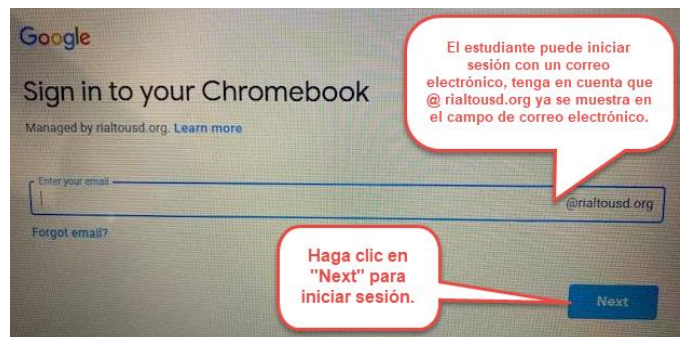 Google
Sign in to your Chromebook
Managed by rialtousd.org. Learn more
El estudiante puede iniciar
sesión con un correo
electrónico, tenga en cuenta que
@ rialtousd.org ya se muestra en
el campo de correo electrónico.
Enter your email
@rialtousd.org
Forgot email?
Haga clic en
"Next" para
iniciar sesión.
Next